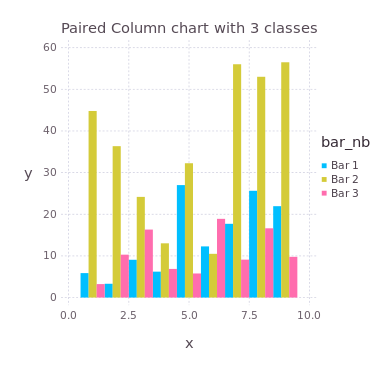 Paired Column chart with 3 classes
60
50
40
30
20
10
0
y
0.0 2.5 5.0 7.5 10.0
x
bar_nb
Bar 1
Bar 2
Bar 3